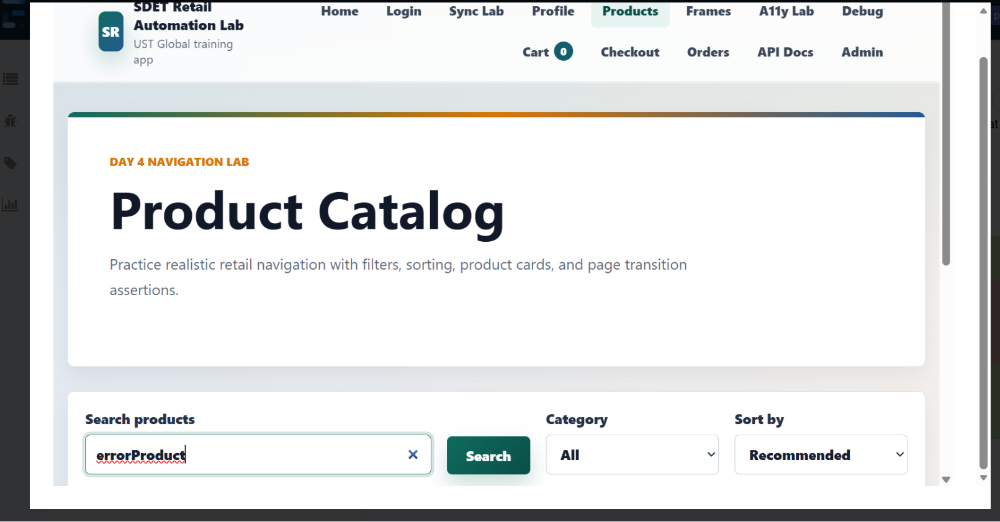 SR
SDET Retail
Automation Lab
UST Global training
app
Home Login Sync Lab Profile Products Frames A11y Lab Debug
Cart 0 Checkout Orders API Docs Admin
DAY 4 NAVIGATION LAB
Product Catalog
Practice realistic retail navigation with filters, sorting, product cards, and page transition
assertions.
Search products
errorProduct
Search
Category
All
Sort by
Recommended